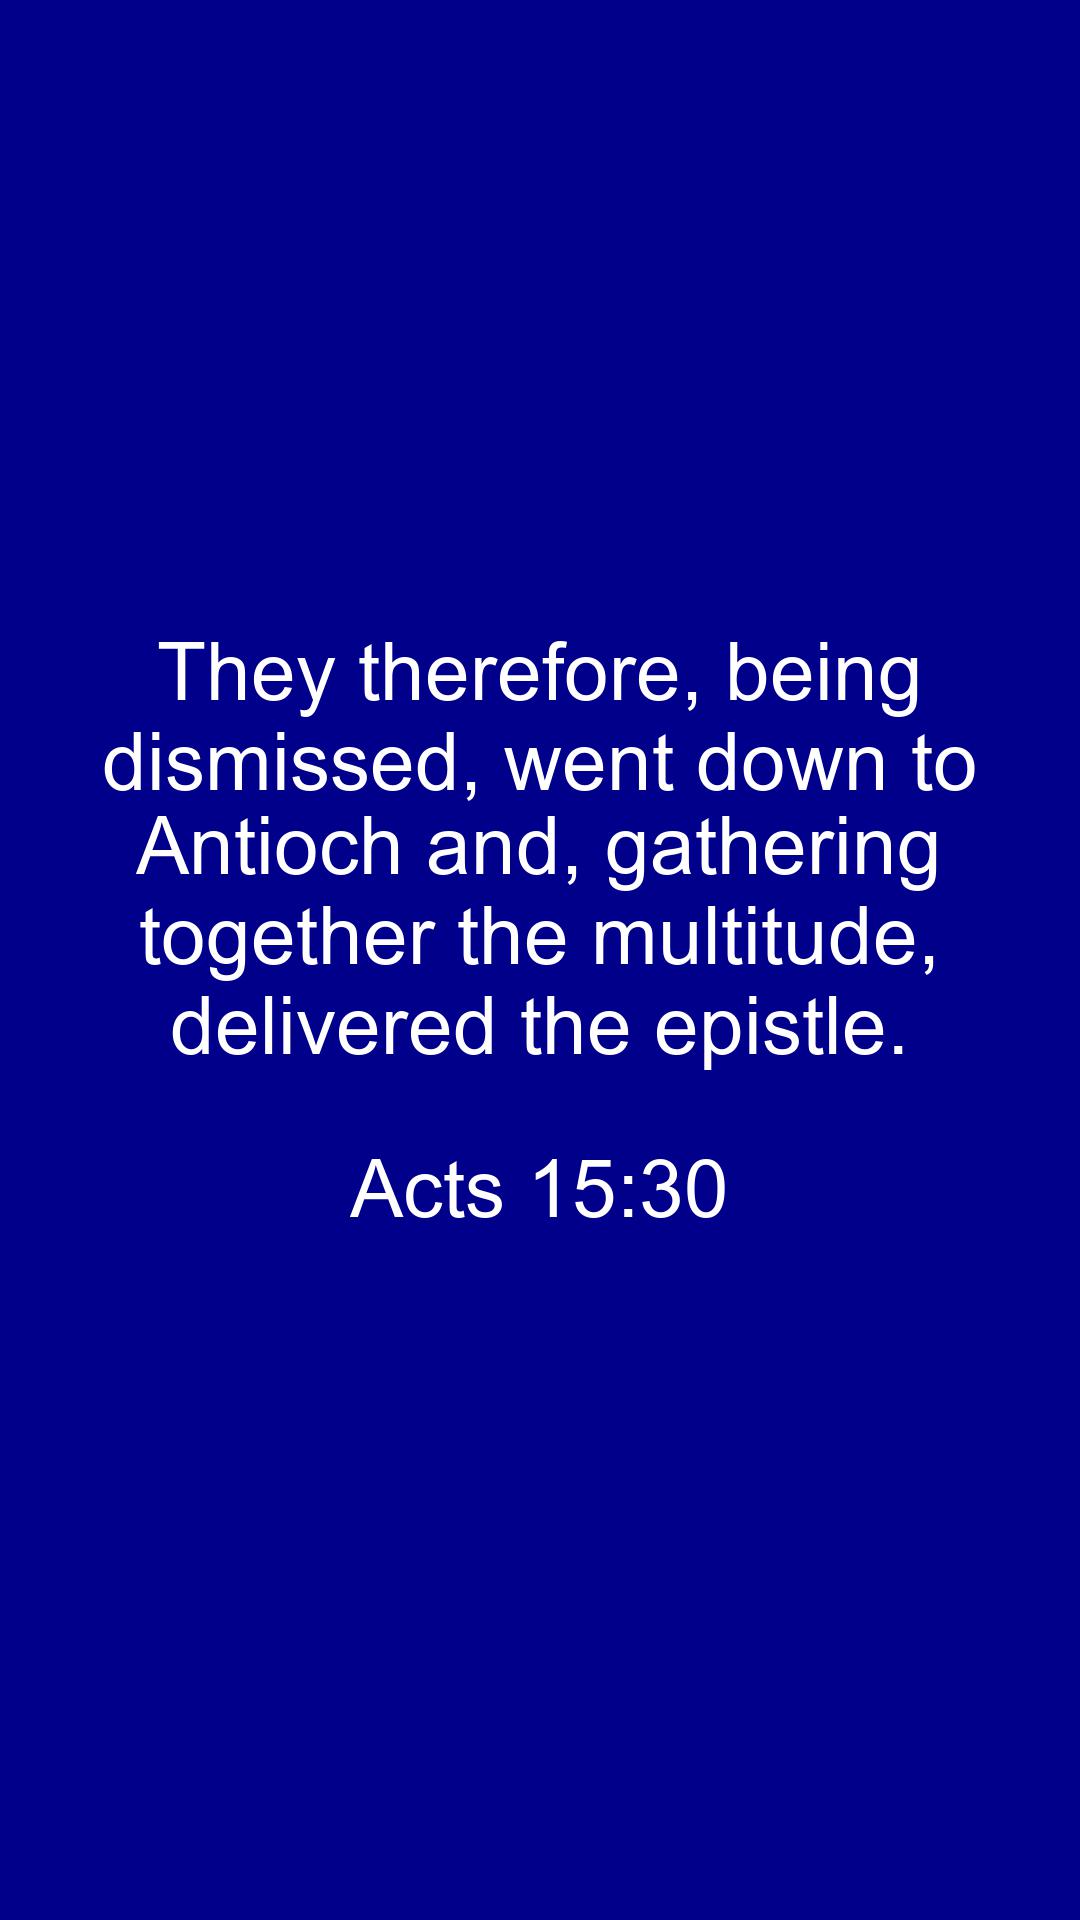 They therefore, being
dismissed, went down to
Antioch and, gathering
together the multitude,
delivered the epistle.
Acts 15:30